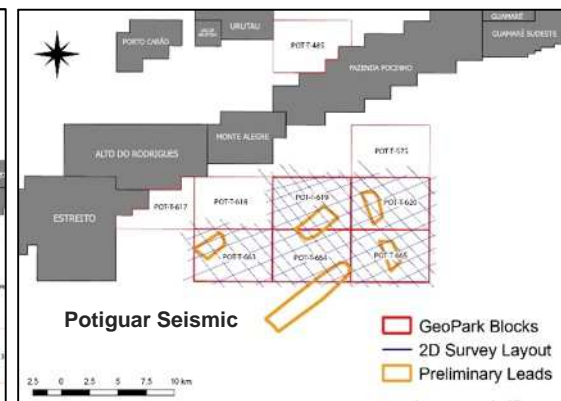 GUAMARÉ
URUTAU
PORTO CARÃO
GUAMARÉ SUDESTE
POT-T-485
FAZENDA POCINHO
MONTE ALEGRE
POT-T-575
ALTO DO RODRIGUES
POT-T-617
POT-T-618
POT-T-619
POT-T-620
ESTREITO
POT-T-663
POT-T-664
POT-T-665
Potiguar Seismic
GeoPark Blocks
2D Survey Layout
Preliminary Leads
2.5 0 2.5 5 7.5 10 km